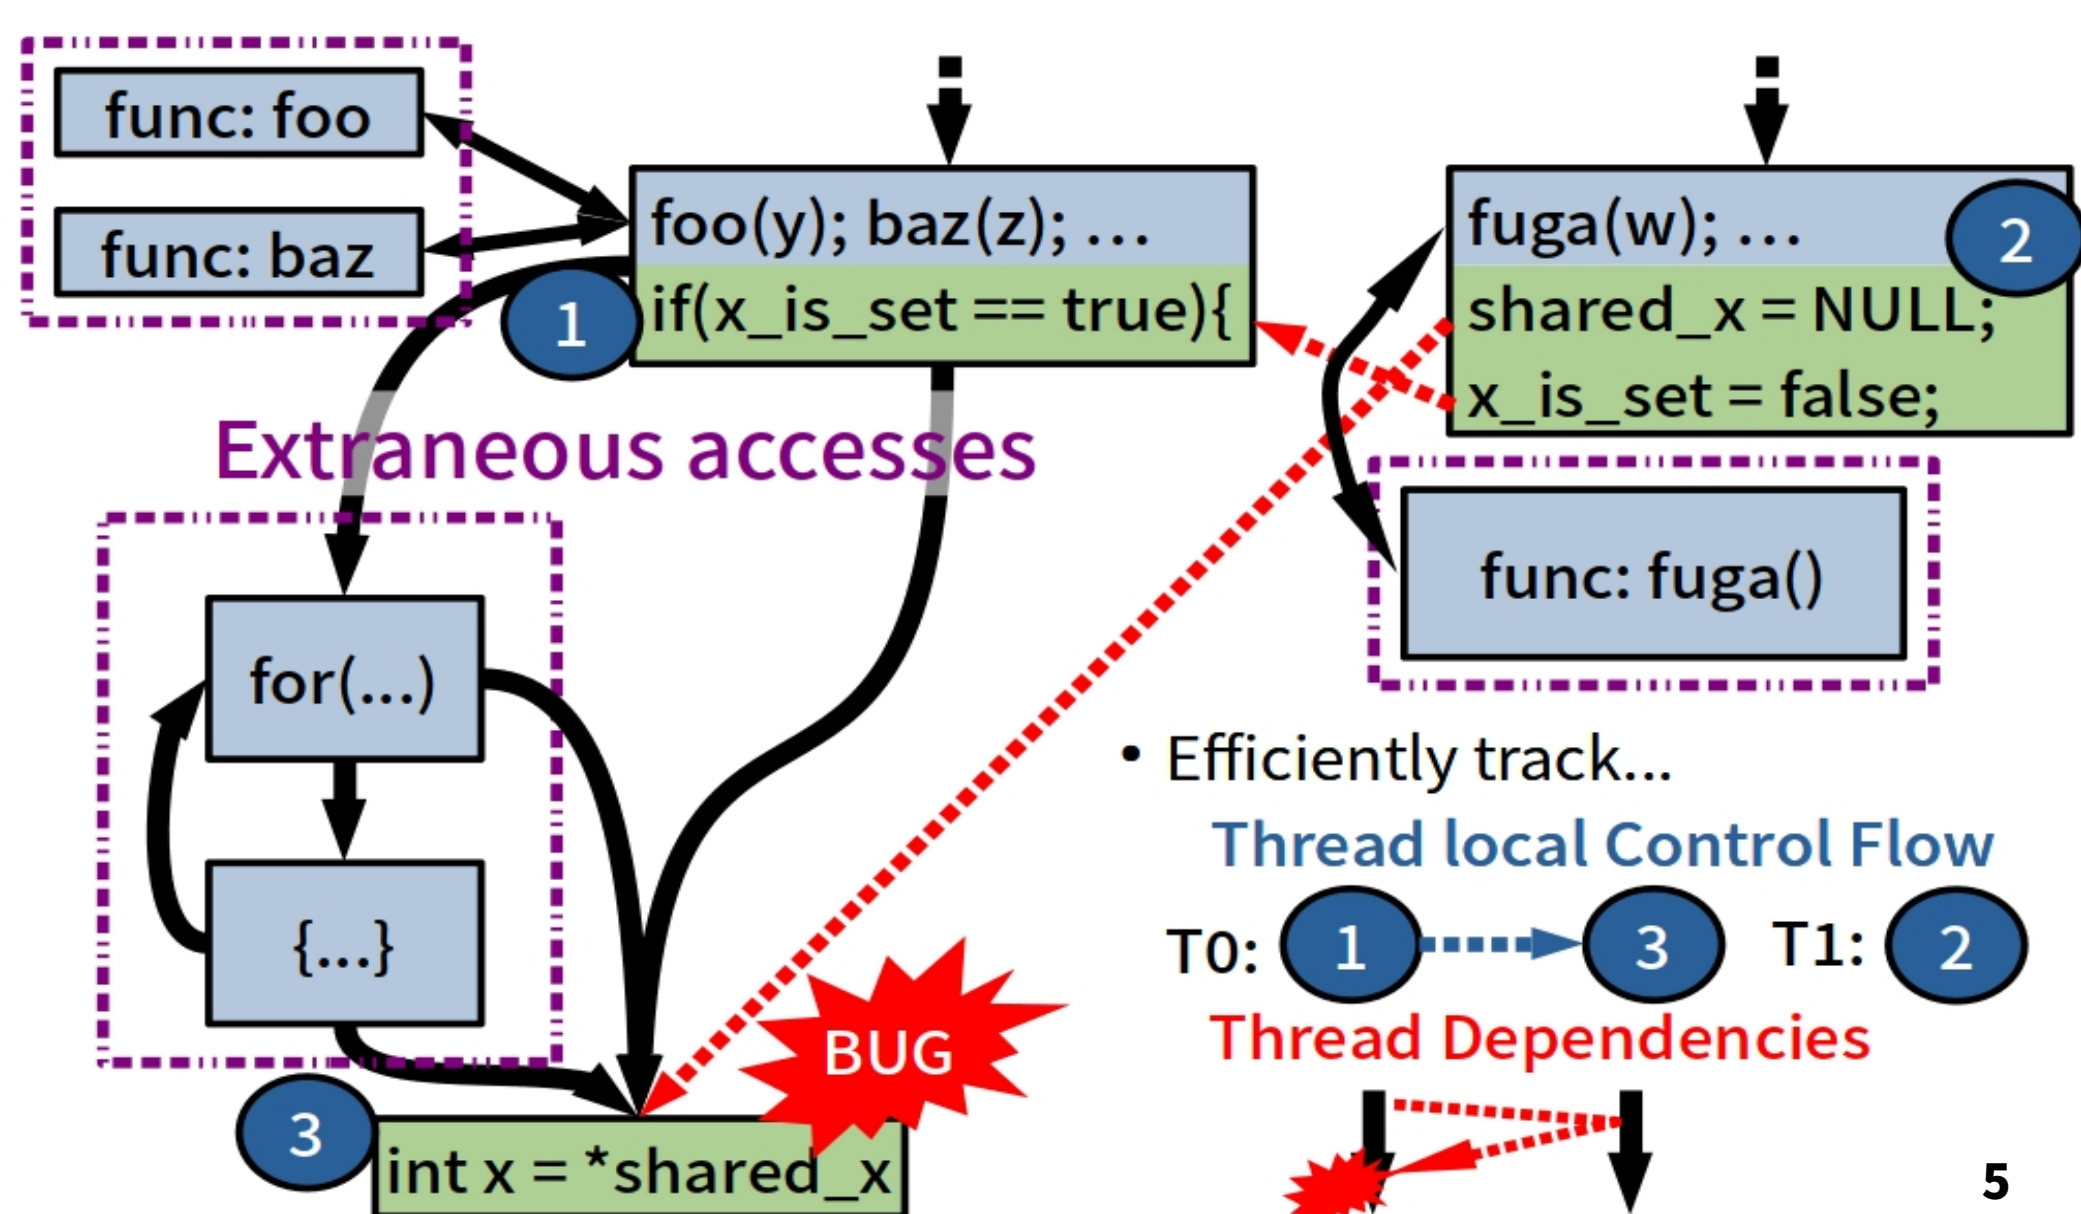 func: foo
func: baz
foo(y); baz(z); …
if(x_is_set == true){
1
fuga(w); …
2
shared_x = NULL;
x_is_set = false;
Extraneous accesses
func: fuga()
for(...)
{...}
3
int x = *shared_x
BUG
• Efficiently track...
Thread local Control Flow
T0: 1 3 T1: 2
Thread Dependencies
5